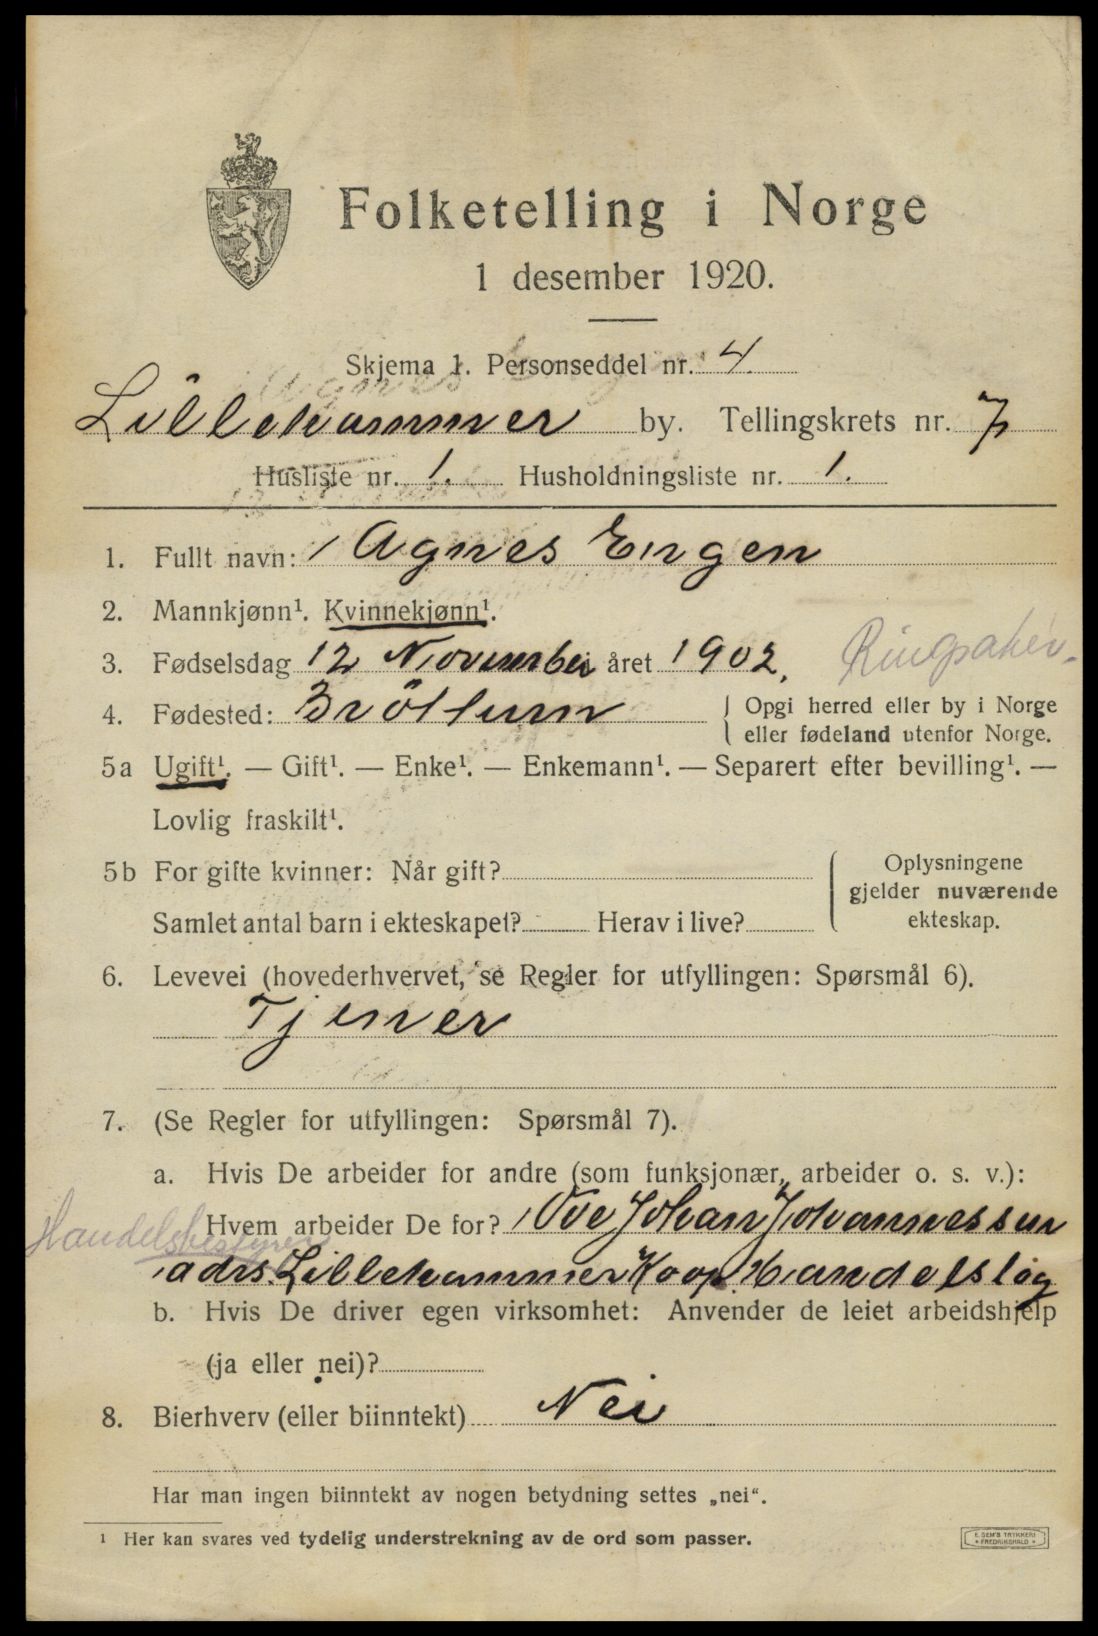 Folketelling i Norge
1 desember 1920.
Skjema 1. Personseddel nr. 4.
Lillehammer by. Tellingskrets nr. 7
Husliste nr. 1. Husholdningsliste nr. 1.
1. Fullt navn: Agnes Engen
2. Mannkjønn¹. Kvinnekjønn¹.
3. Fødselsdag 12 November året 1902. Ringsaker.
4. Fødested: Bröttum { Opgi herred eller by i Norge
eller fødeland utenfor Norge.
5a Ugift¹. — Gift¹. — Enke¹. — Enkemann¹. — Separert efter bevilling¹. —
Lovlig fraskilt¹.
5b For gifte kvinner: Når gift? { Oplysningene
gjelder nuværende
Samlet antal barn i ekteskapet? Herav i live? ekteskap.
6. Levevei (hovederhvervet, se Regler for utfyllingen: Spørsmål 6).
Tjener
7. (Se Regler for utfyllingen: Spørsmål 7).
a. Hvis De arbeider for andre (som funksjonær, arbeider o. s. v.):
Hvem arbeider De for? Ove Johan Johannessen
Handelsbestyrer
adrs. Lillehammer Koop. Handelslag
b. Hvis De driver egen virksomhet: Anvender de leiet arbeidshjelp
(ja eller nei)?
8. Bierhverv (eller biinntekt) Nei
Har man ingen biinntekt av nogen betydning settes „nei“.
¹ Her kan svares ved tydelig understrekning av de ord som passer.
E. SEM'S TRYKKERI
FREDRIKSHALD